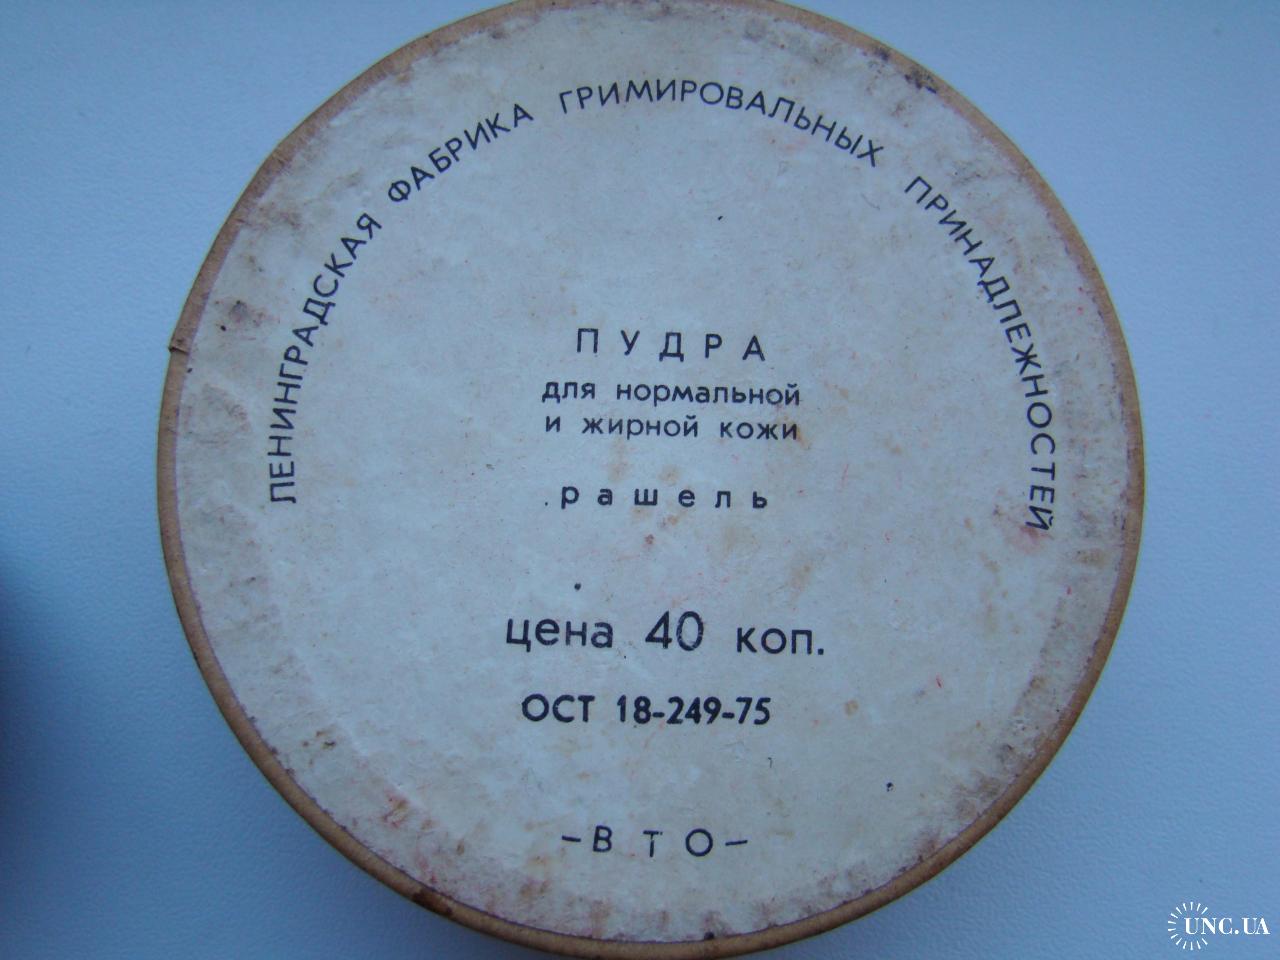 ЛЕНИНГРАДСКАЯ ФАБРИКА ГРИМИРОВАЛЬНЫХ ПРИНАДЛЕЖНОСТЕЙ
ПУДРА
для нормальной
и жирной кожи
рашель
цена 40 коп.
ОСТ 18-249-75
-ВТО-
UNC.UA